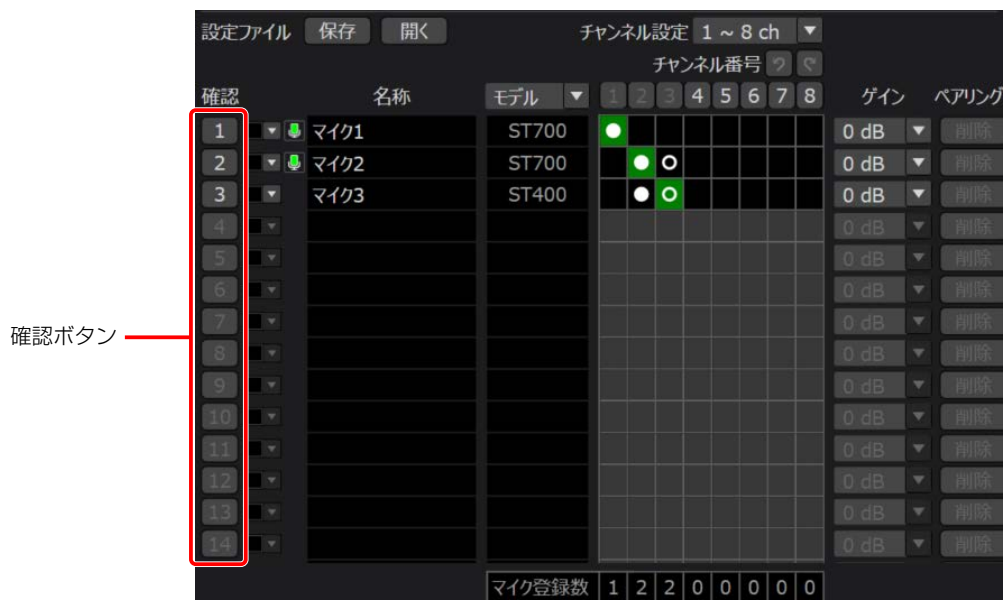 設定ファイル 保存 開く チャンネル設定 1 ~ 8 ch
チャンネル番号
確認 名称 モデル 1 2 3 4 5 6 7 8 ゲイン ペアリング
1 マイク1 ST700 0 dB 削除
2 マイク2 ST700 0 dB 削除
3 マイク3 ST400 0 dB 削除
4 0 dB 削除
5 0 dB 削除
6 0 dB 削除
確認ボタン
7 0 dB 削除
8 0 dB 削除
9 0 dB 削除
10 0 dB 削除
11 0 dB 削除
12 0 dB 削除
13 0 dB 削除
14 0 dB 削除
マイク登録数 1 2 2 0 0 0 0 0